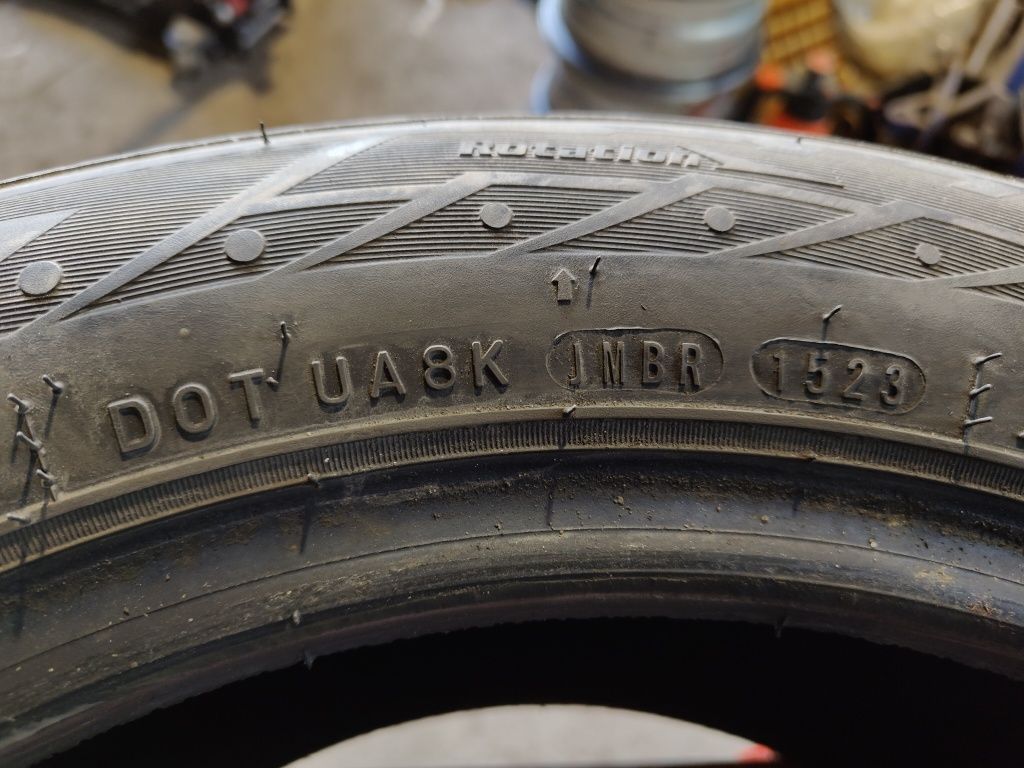 Rotation
DOT UA8K JMBR 1523